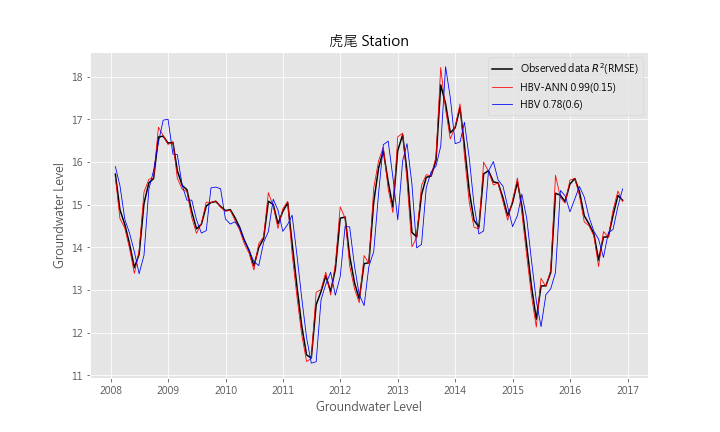 虎尾 Station
Observed data R²(RMSE)
HBV-ANN 0.99(0.15)
HBV 0.78(0.6)
Groundwater Level
18
17
16
15
14
13
12
11
2008 2009 2010 2011 2012 2013 2014 2015 2016 2017
Groundwater Level